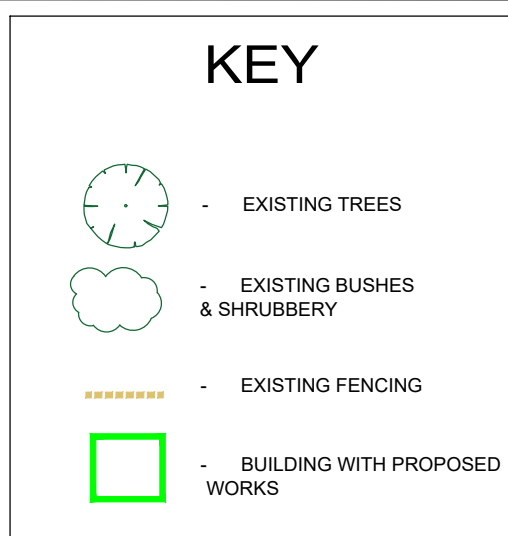 KEY
- EXISTING TREES
- EXISTING BUSHES
& SHRUBBERY
- EXISTING FENCING
- BUILDING WITH PROPOSED
WORKS